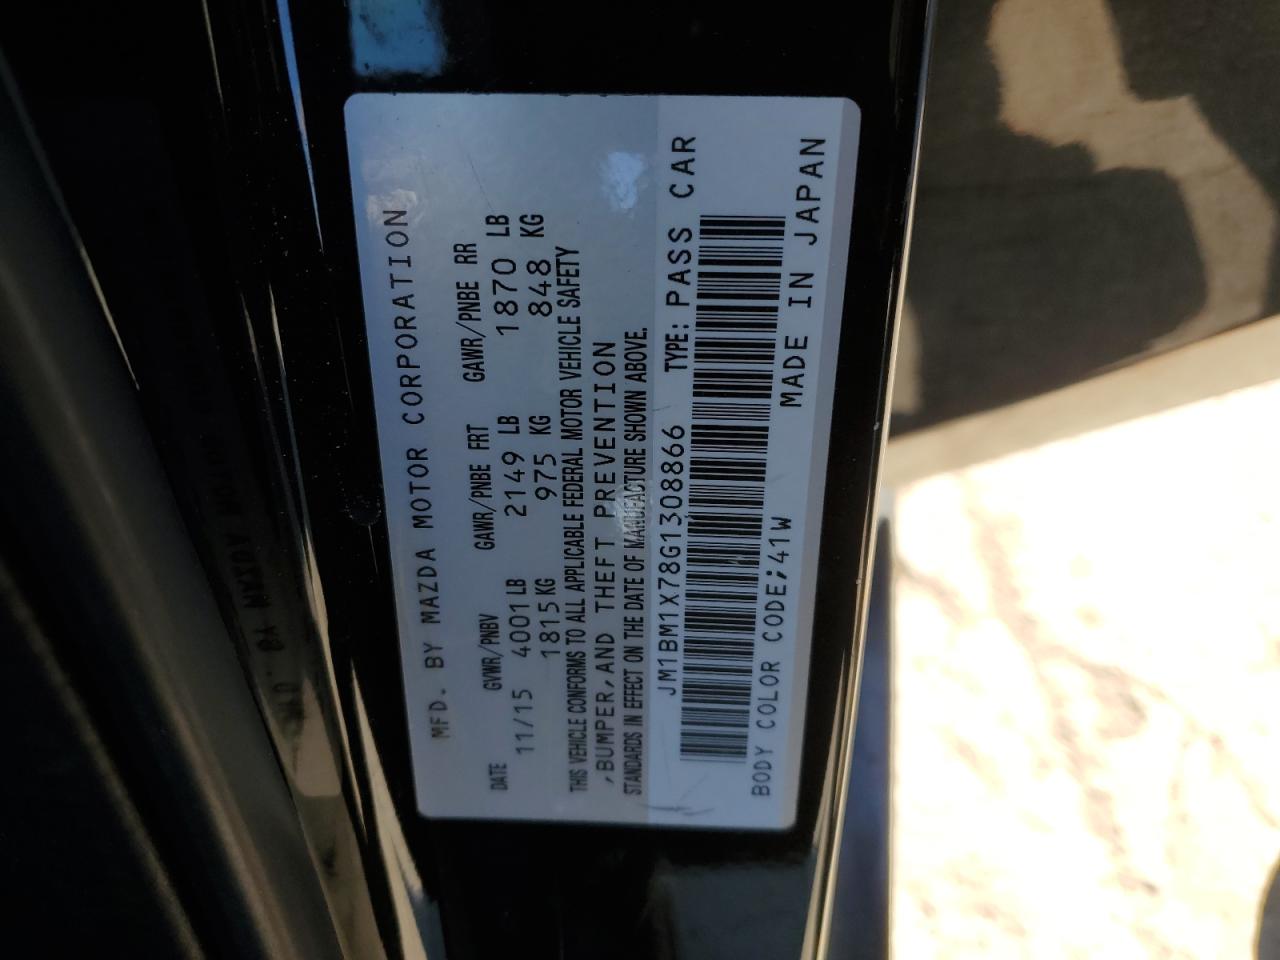 MFD. BY MAZDA MOTOR CORPORATION
DATE GVWR/PNBV GAWR/PNBE FRT GAWR/PNBE RR
11/15 4001 LB 2149 LB 1870 LB
1815 KG 975 KG 848 KG
THIS VEHICLE CONFORMS TO ALL APPLICABLE FEDERAL MOTOR VEHICLE SAFETY
,BUMPER,AND THEFT PREVENTION
STANDARDS IN EFFECT ON THE DATE OF MANUFACTURE SHOWN ABOVE.
JM1BM1X78G1308866 TYPE: PASS CAR
BODY COLOR CODE;41W MADE IN JAPAN